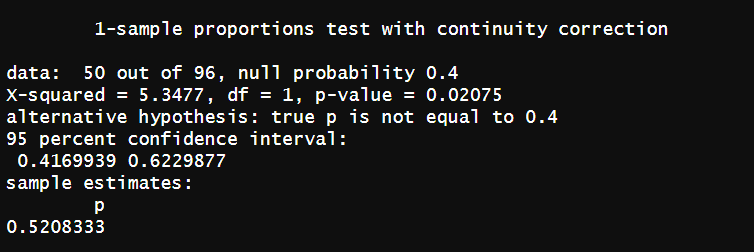 1-sample proportions test with continuity correction
data:  50 out of 96, null probability 0.4
X-squared = 5.3477, df = 1, p-value = 0.02075
alternative hypothesis: true p is not equal to 0.4
95 percent confidence interval:
 0.4169939 0.6229877
sample estimates:
        p
0.5208333